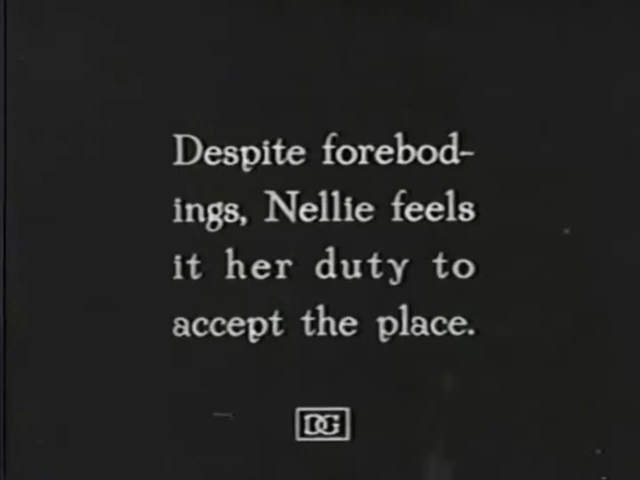 Despite forebod-
ings, Nellie feels
it her duty to
accept the place.
DG